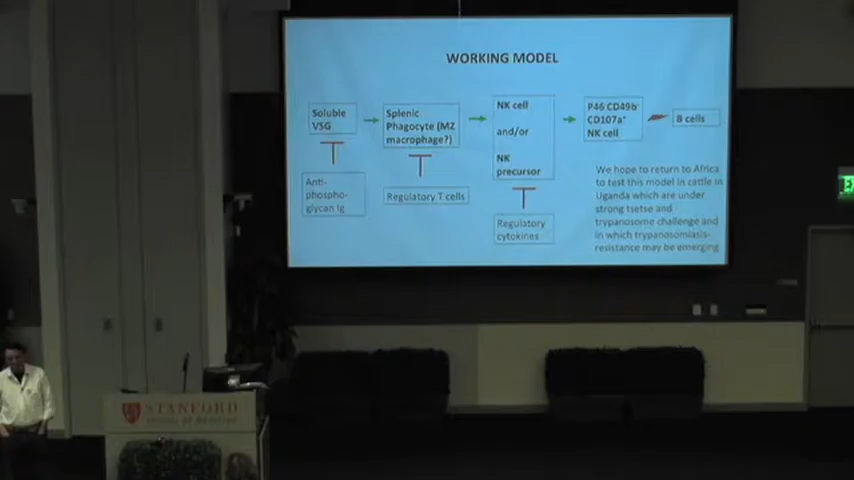 WORKING MODEL
Soluble
VSG
Splenic
Phagocyte (MZ
macrophage?)
NK cell
and/or
NK
precursor
P46 CD49b-
CD107a+
NK cell
B cells
Anti-
phospho-
glycan Ig
Regulatory T cells
Regulatory
cytokines
We hope to return to Africa
to test this model in cattle in
Uganda which are under
strong tsetse and
trypanosome challenge and
in which trypanosomiasis-
resistance may be emerging
STANFORD
SCHOOL OF MEDICINE